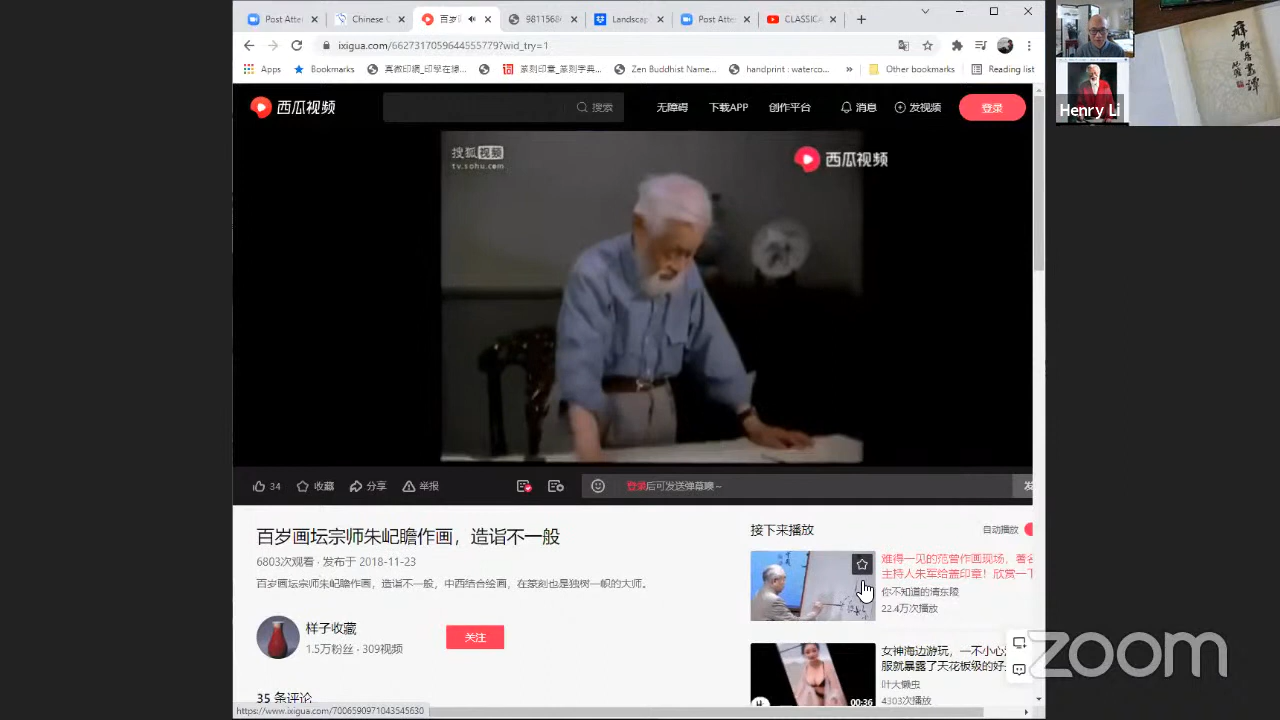 Post Atter
Chinese C
百岁画
9811568
Landscap
Post Atter
CLASSICA
ixigua.com/6627317059644555779?wid_try=1
Apps
Bookmarks
Zen Buddhist Name...
handprint : waterco...
»
Other bookmarks
Reading list
西瓜视频
搜索
无障碍
下载APP
创作平台
消息
发视频
登录
搜狐视频
tv.sohu.com
西瓜视频
34
收藏
分享
举报
登录后可发送弹幕噢~
发
百岁画坛宗师朱屺瞻作画，造诣不一般
6803次观看 · 发布于 2018-11-23
百岁画坛宗师朱屺瞻作画，造诣不一般，中西结合绘画，在篆刻也是独树一帜的大师。
样子收藏
1.5万粉丝 · 309视频
关注
35 条评论
接下来播放
自动播放
难得一见的范曾作画现场，著名
主持人朱军给盖印章！欣赏一下
你不知道的清东陵
22.4万次播放
女神海边游玩，一不小心
服就暴露了天花板级的好
叶大懒虫
4303次播放
00:36
https://www.ixigua.com/7026590971043545630
Henry Li
zoom